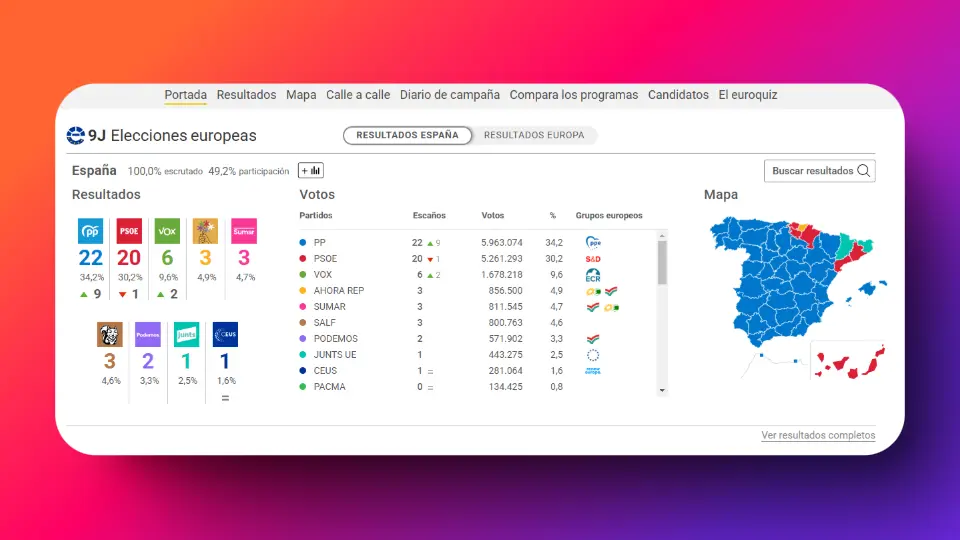 Portada Resultados Mapa Calle a calle Diario de campaña Compara los programas Candidatos El euroquiz
9J Elecciones europeas
RESULTADOS ESPAÑA RESULTADOS EUROPA
España 100,0% escrutado 49,2% participación +
Buscar resultados
Resultados
PP PSOE VOX Sumar
22 20 6 3 3
34,2% 30,2% 9,6% 4,9% 4,7%
9 1 2
Podemos Junts CEUS
3 2 1 1
4,6% 3,3% 2,5% 1,6%
=
Votos
Partidos Escaños Votos % Grupos europeos
PP 22 9 5.963.074 34,2 ppe
PSOE 20 1 5.261.293 30,2 S&D
VOX 6 2 1.678.218 9,6 ECR
AHORA REP 3 856.500 4,9
SUMAR 3 811.545 4,7
SALF 3 800.763 4,6
PODEMOS 2 571.902 3,3
JUNTS UE 1 443.275 2,5
CEUS 1 = 281.064 1,6 renew europe.
PACMA 0 = 134.425 0,8
Mapa
Ver resultados completos